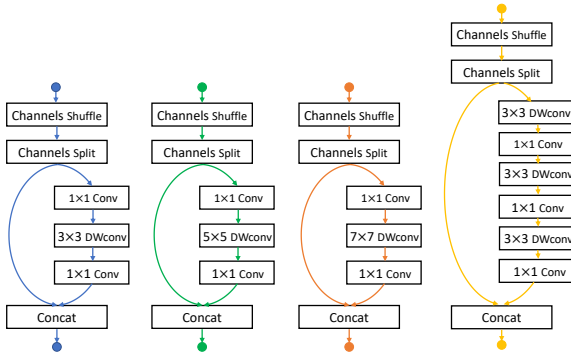 Channels Shuffle
Channels Split
1×1 Conv
3×3 DWconv
1×1 Conv
Concat
Channels Shuffle
Channels Split
1×1 Conv
5×5 DWconv
1×1 Conv
Concat
Channels Shuffle
Channels Split
1×1 Conv
7×7 DWconv
1×1 Conv
Concat
Channels Shuffle
Channels Split
3×3 DWconv
1×1 Conv
3×3 DWconv
1×1 Conv
3×3 DWconv
1×1 Conv
Concat